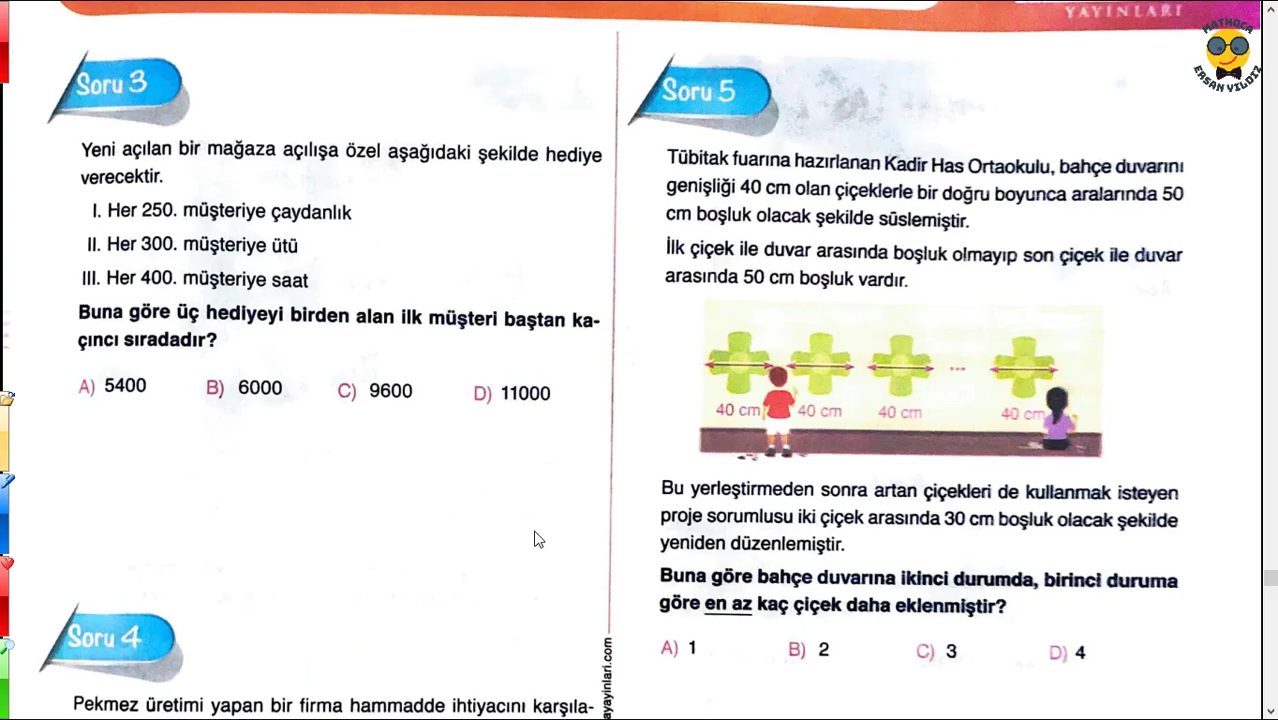 YAYINLARI
MATHOCA
ERSAN YILDIZ
Soru 3
Yeni açılan bir mağaza açılışa özel aşağıdaki şekilde hediye
verecektir.
I. Her 250. müşteriye çaydanlık
II. Her 300. müşteriye ütü
III. Her 400. müşteriye saat
Buna göre üç hediyeyi birden alan ilk müşteri baştan ka-
çıncı sıradadır?
A) 5400 B) 6000 C) 9600 D) 11000
Soru 4
Pekmez üretimi yapan bir firma hammadde ihtiyacını karşıla-
ayayinlari.com
Soru 5
Tübitak fuarına hazırlanan Kadir Has Ortaokulu, bahçe duvarını
genişliği 40 cm olan çiçeklerle bir doğru boyunca aralarında 50
cm boşluk olacak şekilde süslemiştir.
İlk çiçek ile duvar arasında boşluk olmayıp son çiçek ile duvar
arasında 50 cm boşluk vardır.
40 cm 40 cm 40 cm ... 40 cm
Bu yerleştirmeden sonra artan çiçekleri de kullanmak isteyen
proje sorumlusu iki çiçek arasında 30 cm boşluk olacak şekilde
yeniden düzenlemiştir.
Buna göre bahçe duvarına ikinci durumda, birinci duruma
göre en az kaç çiçek daha eklenmiştir?
A) 1 B) 2 C) 3 D) 4